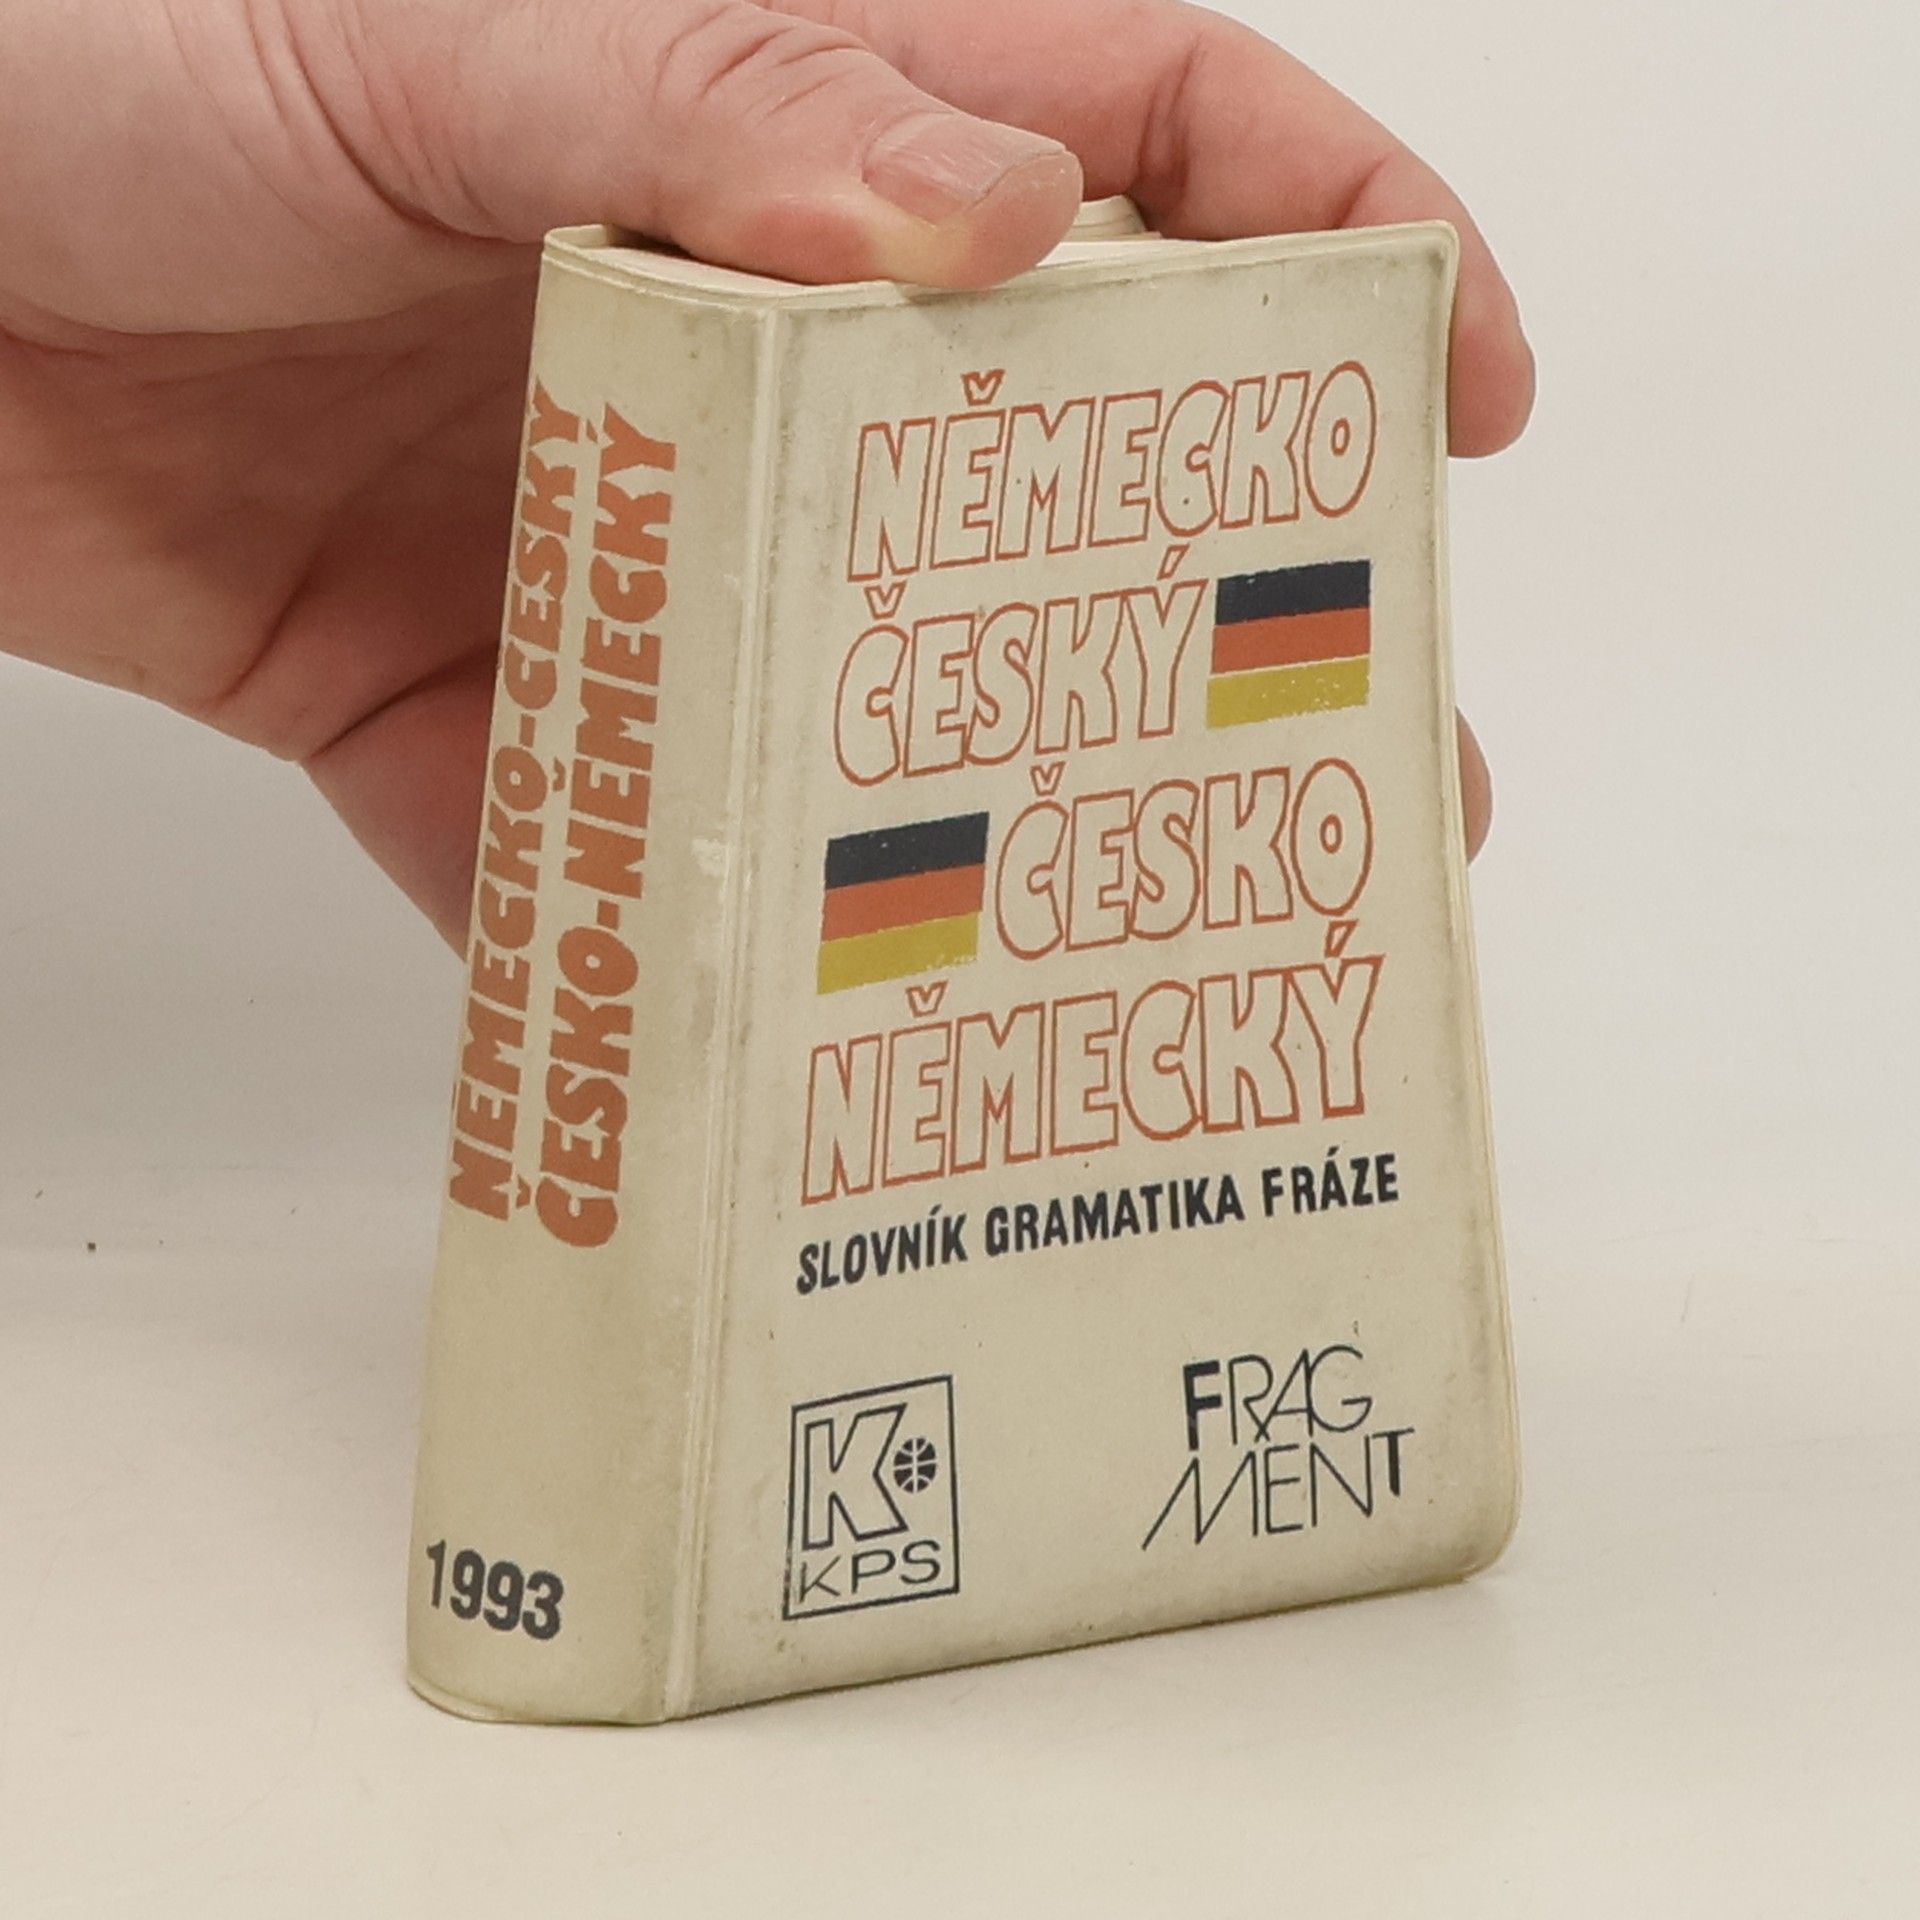 NĚMECKO-ČESKÝ
ČESKO-NĚMECKÝ
1993
NĚMECKO
ČESKÝ
ČESKO
NĚMECKÝ
SLOVNÍK GRAMATIKA FRÁZE
K
KPS
FRAG
MENT